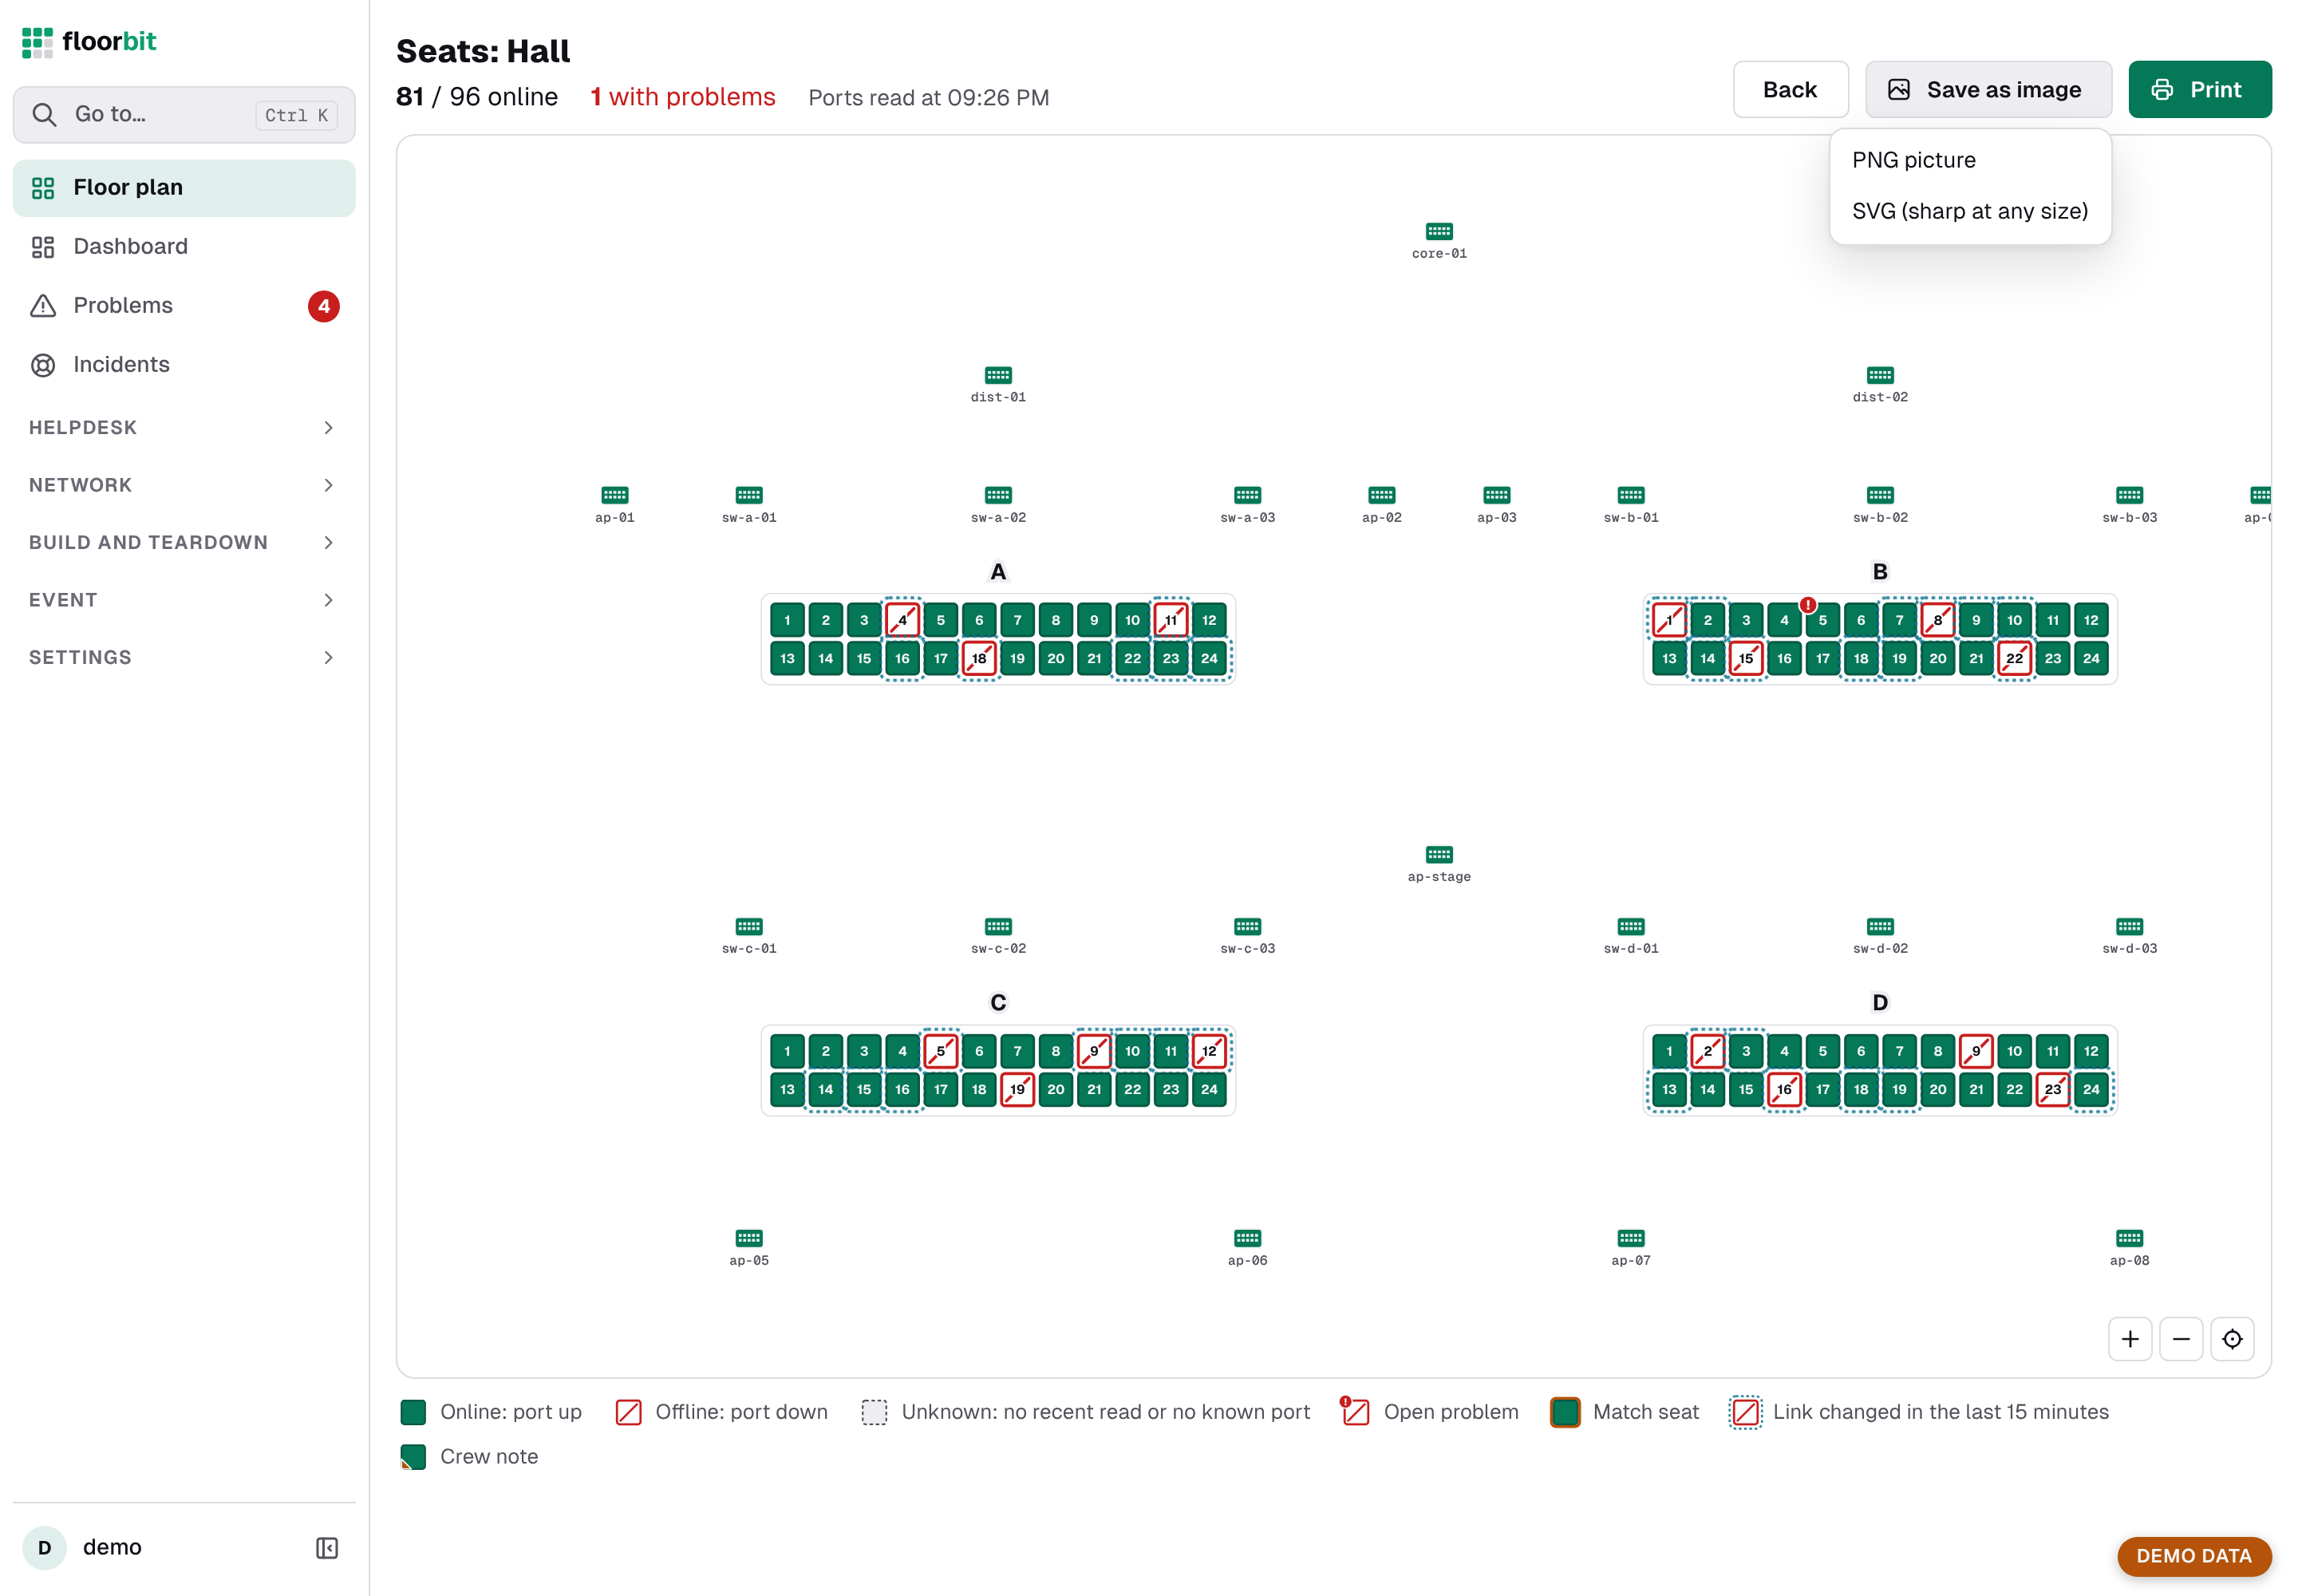 floorbit
Go to...
Ctrl K
Floor plan
Dashboard
Problems
4
Incidents
HELPDESK
NETWORK
BUILD AND TEARDOWN
EVENT
SETTINGS
D
demo
Seats: Hall
81 / 96 online
1 with problems
Ports read at 09:26 PM
Back
Save as image
Print
PNG picture
SVG (sharp at any size)
core-01
dist-01
dist-02
ap-01
sw-a-01
sw-a-02
sw-a-03
ap-02
ap-03
sw-b-01
sw-b-02
sw-b-03
A
1 2 3 4 5 6 7 8 9 10 11 12
13 14 15 16 17 18 19 20 21 22 23 24
B
1 2 3 4 5 6 7 8 9 10 11 12
13 14 15 16 17 18 19 20 21 22 23 24
ap-stage
sw-c-01
sw-c-02
sw-c-03
sw-d-01
sw-d-02
sw-d-03
C
1 2 3 4 5 6 7 8 9 10 11 12
13 14 15 16 17 18 19 20 21 22 23 24
D
1 2 3 4 5 6 7 8 9 10 11 12
13 14 15 16 17 18 19 20 21 22 23 24
ap-05
ap-06
ap-07
ap-08
Online: port up
Offline: port down
Unknown: no recent read or no known port
Open problem
Match seat
Link changed in the last 15 minutes
Crew note
DEMO DATA